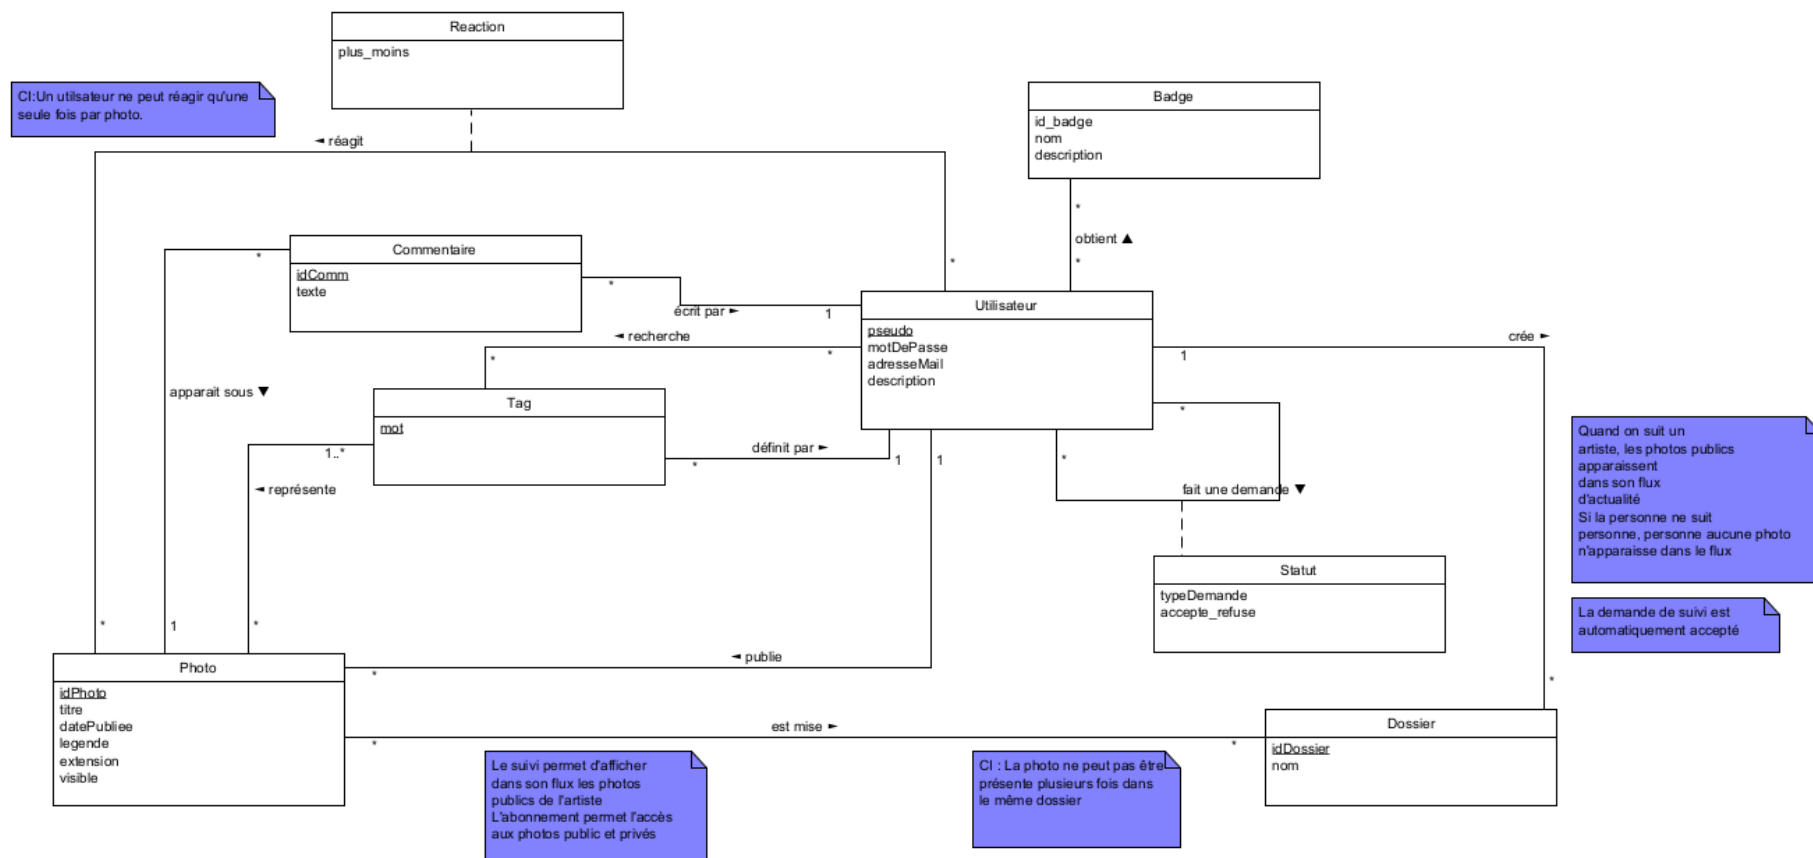 Reaction
plus_moins
CI:Un utilsateur ne peut réagir qu'une
seule fois par photo.
◄ réagit
Badge
id_badge
nom
description
*
obtient ▲
*
*
Commentaire
idComm
texte
*
*
écrit par ►
1
Utilisateur
pseudo
motDePasse
adresseMail
description
◄ recherche
*
*
crée ►
1
apparait sous ▼
Tag
mot
1..*
◄ représente
définit par ►
*
1
1
*
*
fait une demande ▼
Quand on suit un
artiste, les photos publics
apparaissent
dans son flux
d'actualité
Si la personne ne suit
personne, personne aucune photo
n'apparaisse dans le flux
Statut
typeDemande
accepte_refuse
La demande de suivi est
automatiquement accepté
*
1
*
◄ publie
*
Photo
idPhoto
titre
datePubliee
legende
extension
visible
*
est mise ►
*
*
Dossier
idDossier
nom
Le suivi permet d'afficher
dans son flux les photos
publics de l'artiste
L'abonnement permet l'accès
aux photos public et privés
CI : La photo ne peut pas être
présente plusieurs fois dans
le même dossier